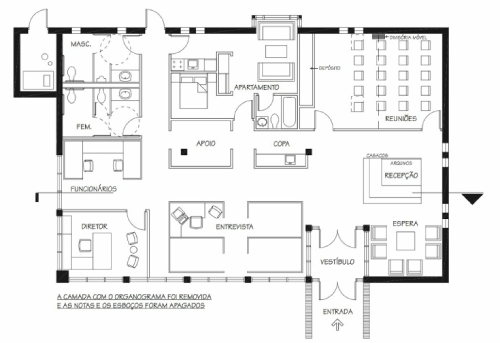 MASC.
DIVISÓRIA MÓVEL
DEPÓSITO
APARTAMENTO
REUNIÕES
FEM.
APOIO
COPA
CASACOS
ARQUIVOS
RECEPÇÃO
FUNCIONÁRIOS
DIRETOR
ENTREVISTA
ESPERA
VESTÍBULO
A CAMADA COM O ORGANOGRAMA FOI REMOVIDA
E AS NOTAS E OS ESBOÇOS FORAM APAGADOS
ENTRADA